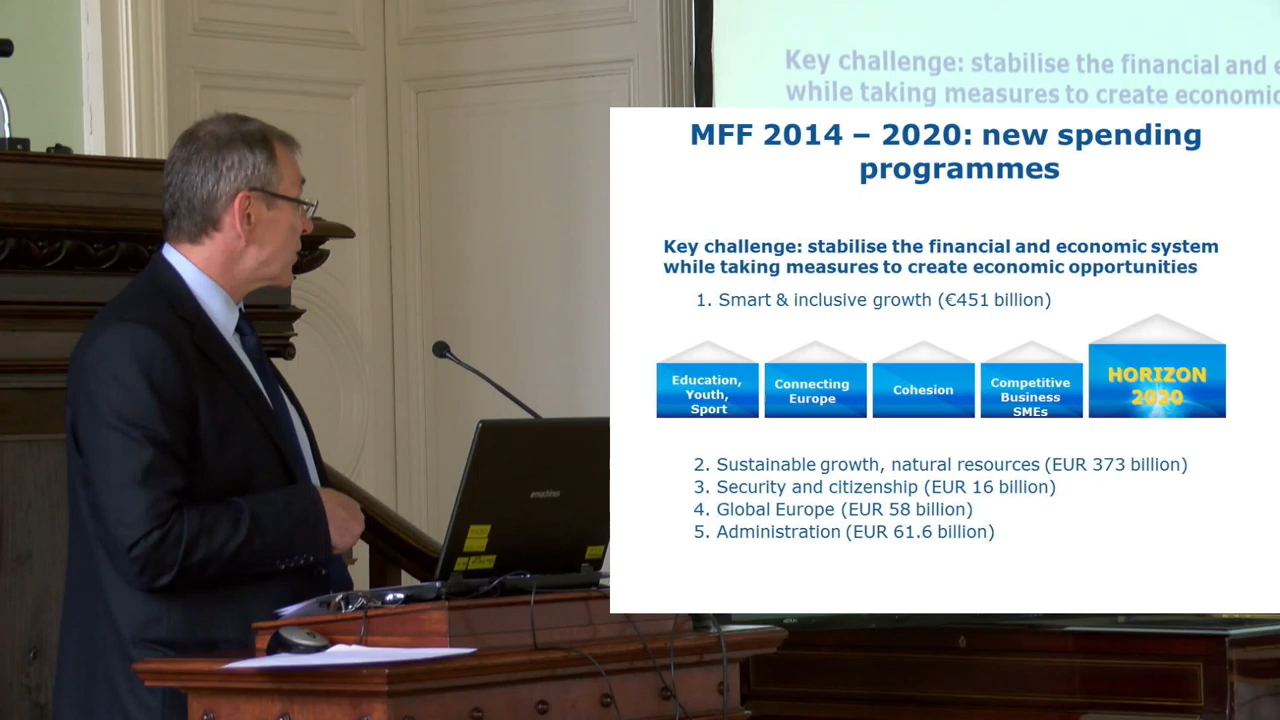 Key challenge: stabilise the financial and
while taking measures to create economic
MFF 2014 – 2020: new spending
programmes
Key challenge: stabilise the financial and economic system
while taking measures to create economic opportunities
1. Smart & inclusive growth (€451 billion)
Education,
Youth,
Sport
Connecting
Europe
Cohesion
Competitive
Business
SMEs
HORIZON
2020
2. Sustainable growth, natural resources (EUR 373 billion)
3. Security and citizenship (EUR 16 billion)
4. Global Europe (EUR 58 billion)
5. Administration (EUR 61.6 billion)
emachines